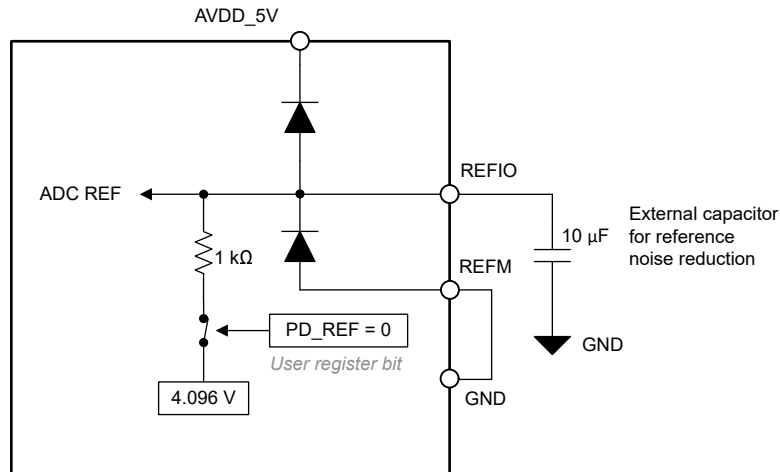 AVDD_5V
ADC REF
REFIO
1 kΩ
10 µF
External capacitor
for reference
noise reduction
REFM
PD_REF = 0
User register bit
GND
4.096 V
GND